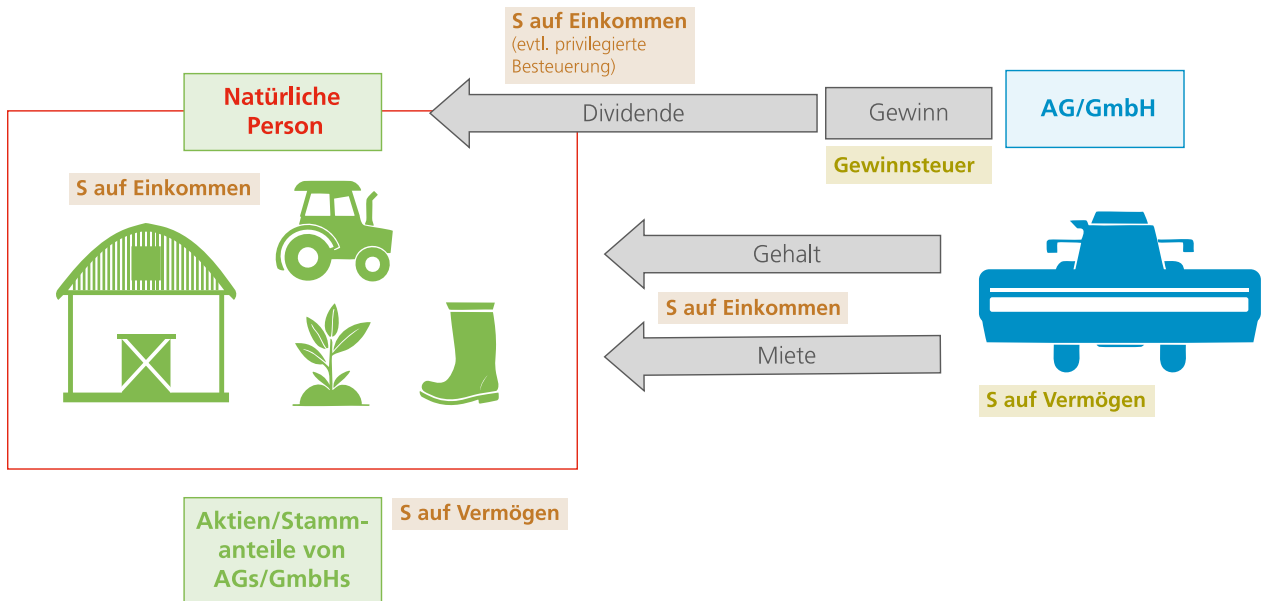 S auf Einkommen
(evtl. privilegierte
Besteuerung)
Natürliche
Person
Dividende
Gewinn
AG/GmbH
Gewinnsteuer
S auf Einkommen
Gehalt
S auf Einkommen
Miete
S auf Vermögen
Aktien/Stamm-
anteile von
AGs/GmbHs
S auf Vermögen